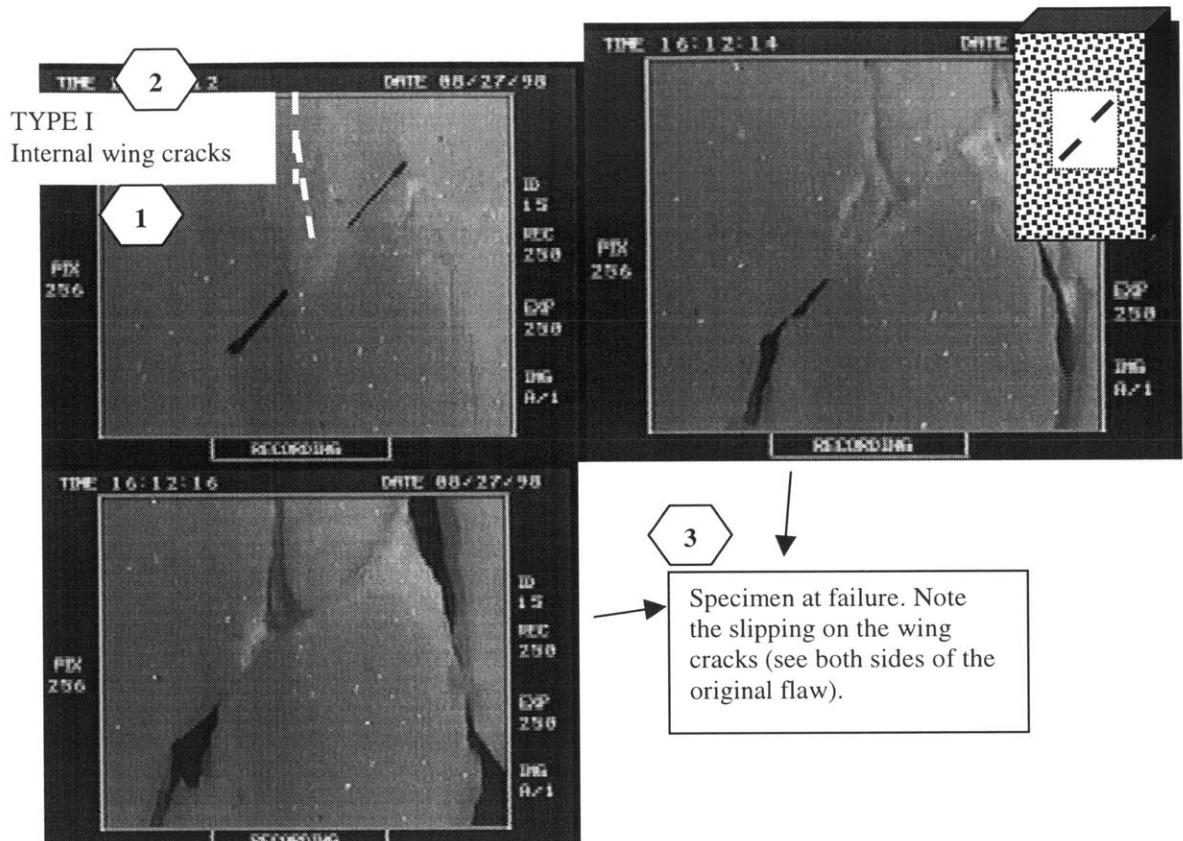 TIME 16:12:14 DATE
TIME 1 12 DATE 08/27/98
2
TYPE I
Internal wing cracks
1
ID
15
REC
250
PIX
256
EXP
250
IMG
A/1
RECORDING
PIX
256
EXP
250
IMG
A/1
RECORDING
TIME 16:12:16 DATE 08/27/98
ID
15
REC
250
PIX
256
EXP
250
IMG
A/1
RECORDING
3
Specimen at failure. Note
the slipping on the wing
cracks (see both sides of the
original flaw).